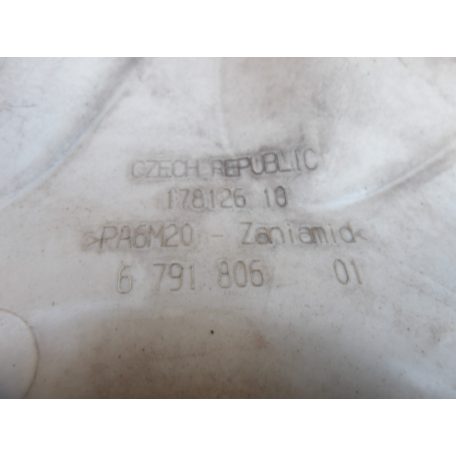 CZECH REPUBLIC
178126 10
>PA6M20 - Zaniamid<
6 791 806 01